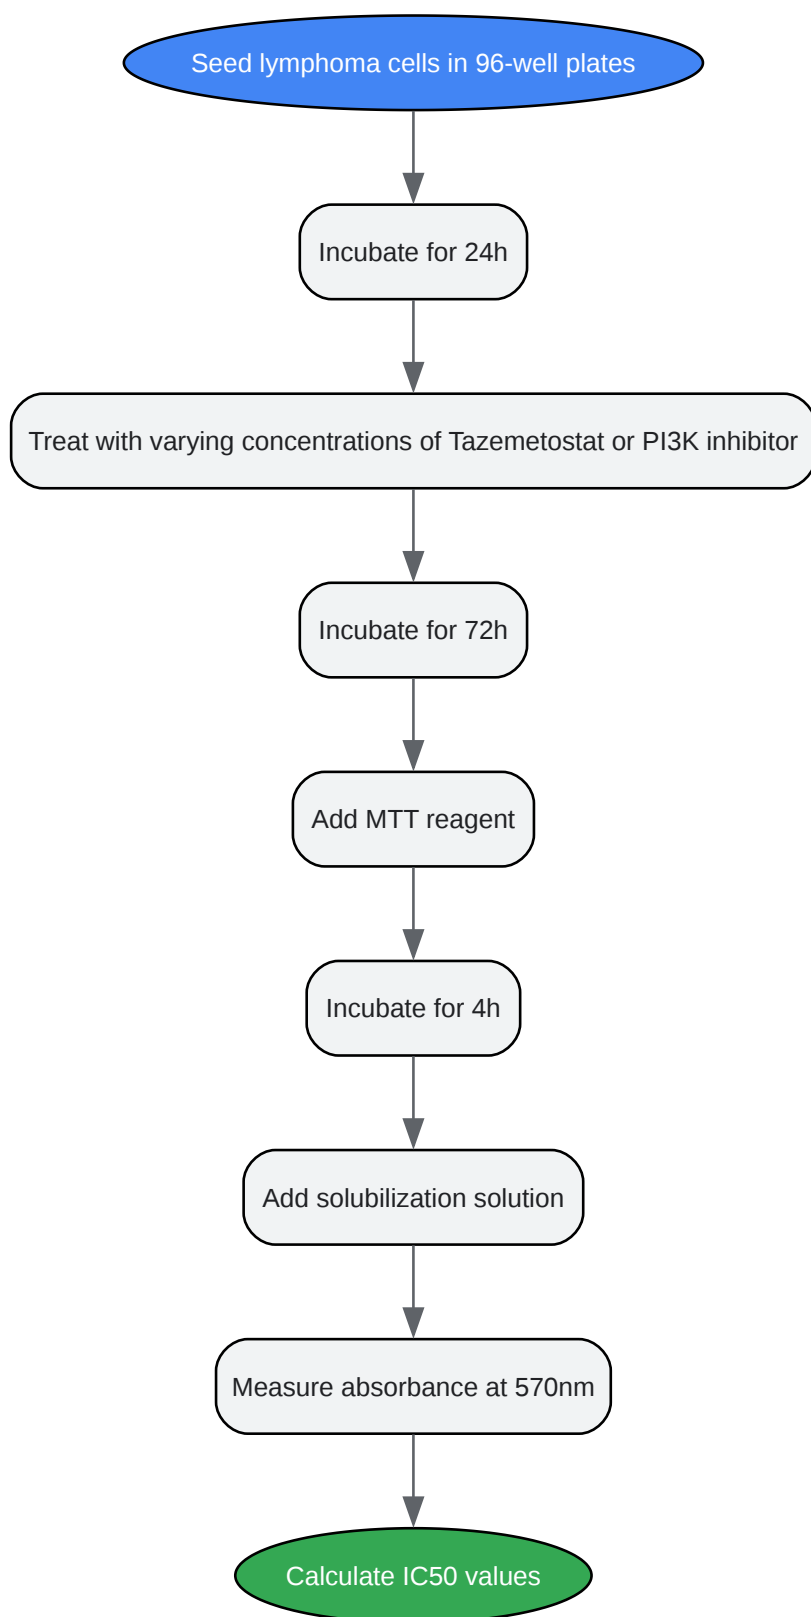 Seed lymphoma cells in 96-well plates
Incubate for 24h
Treat with varying concentrations of Tazemetostat or PI3K inhibitor
Incubate for 72h
Add MTT reagent
Incubate for 4h
Add solubilization solution
Measure absorbance at 570nm
Calculate IC50 values